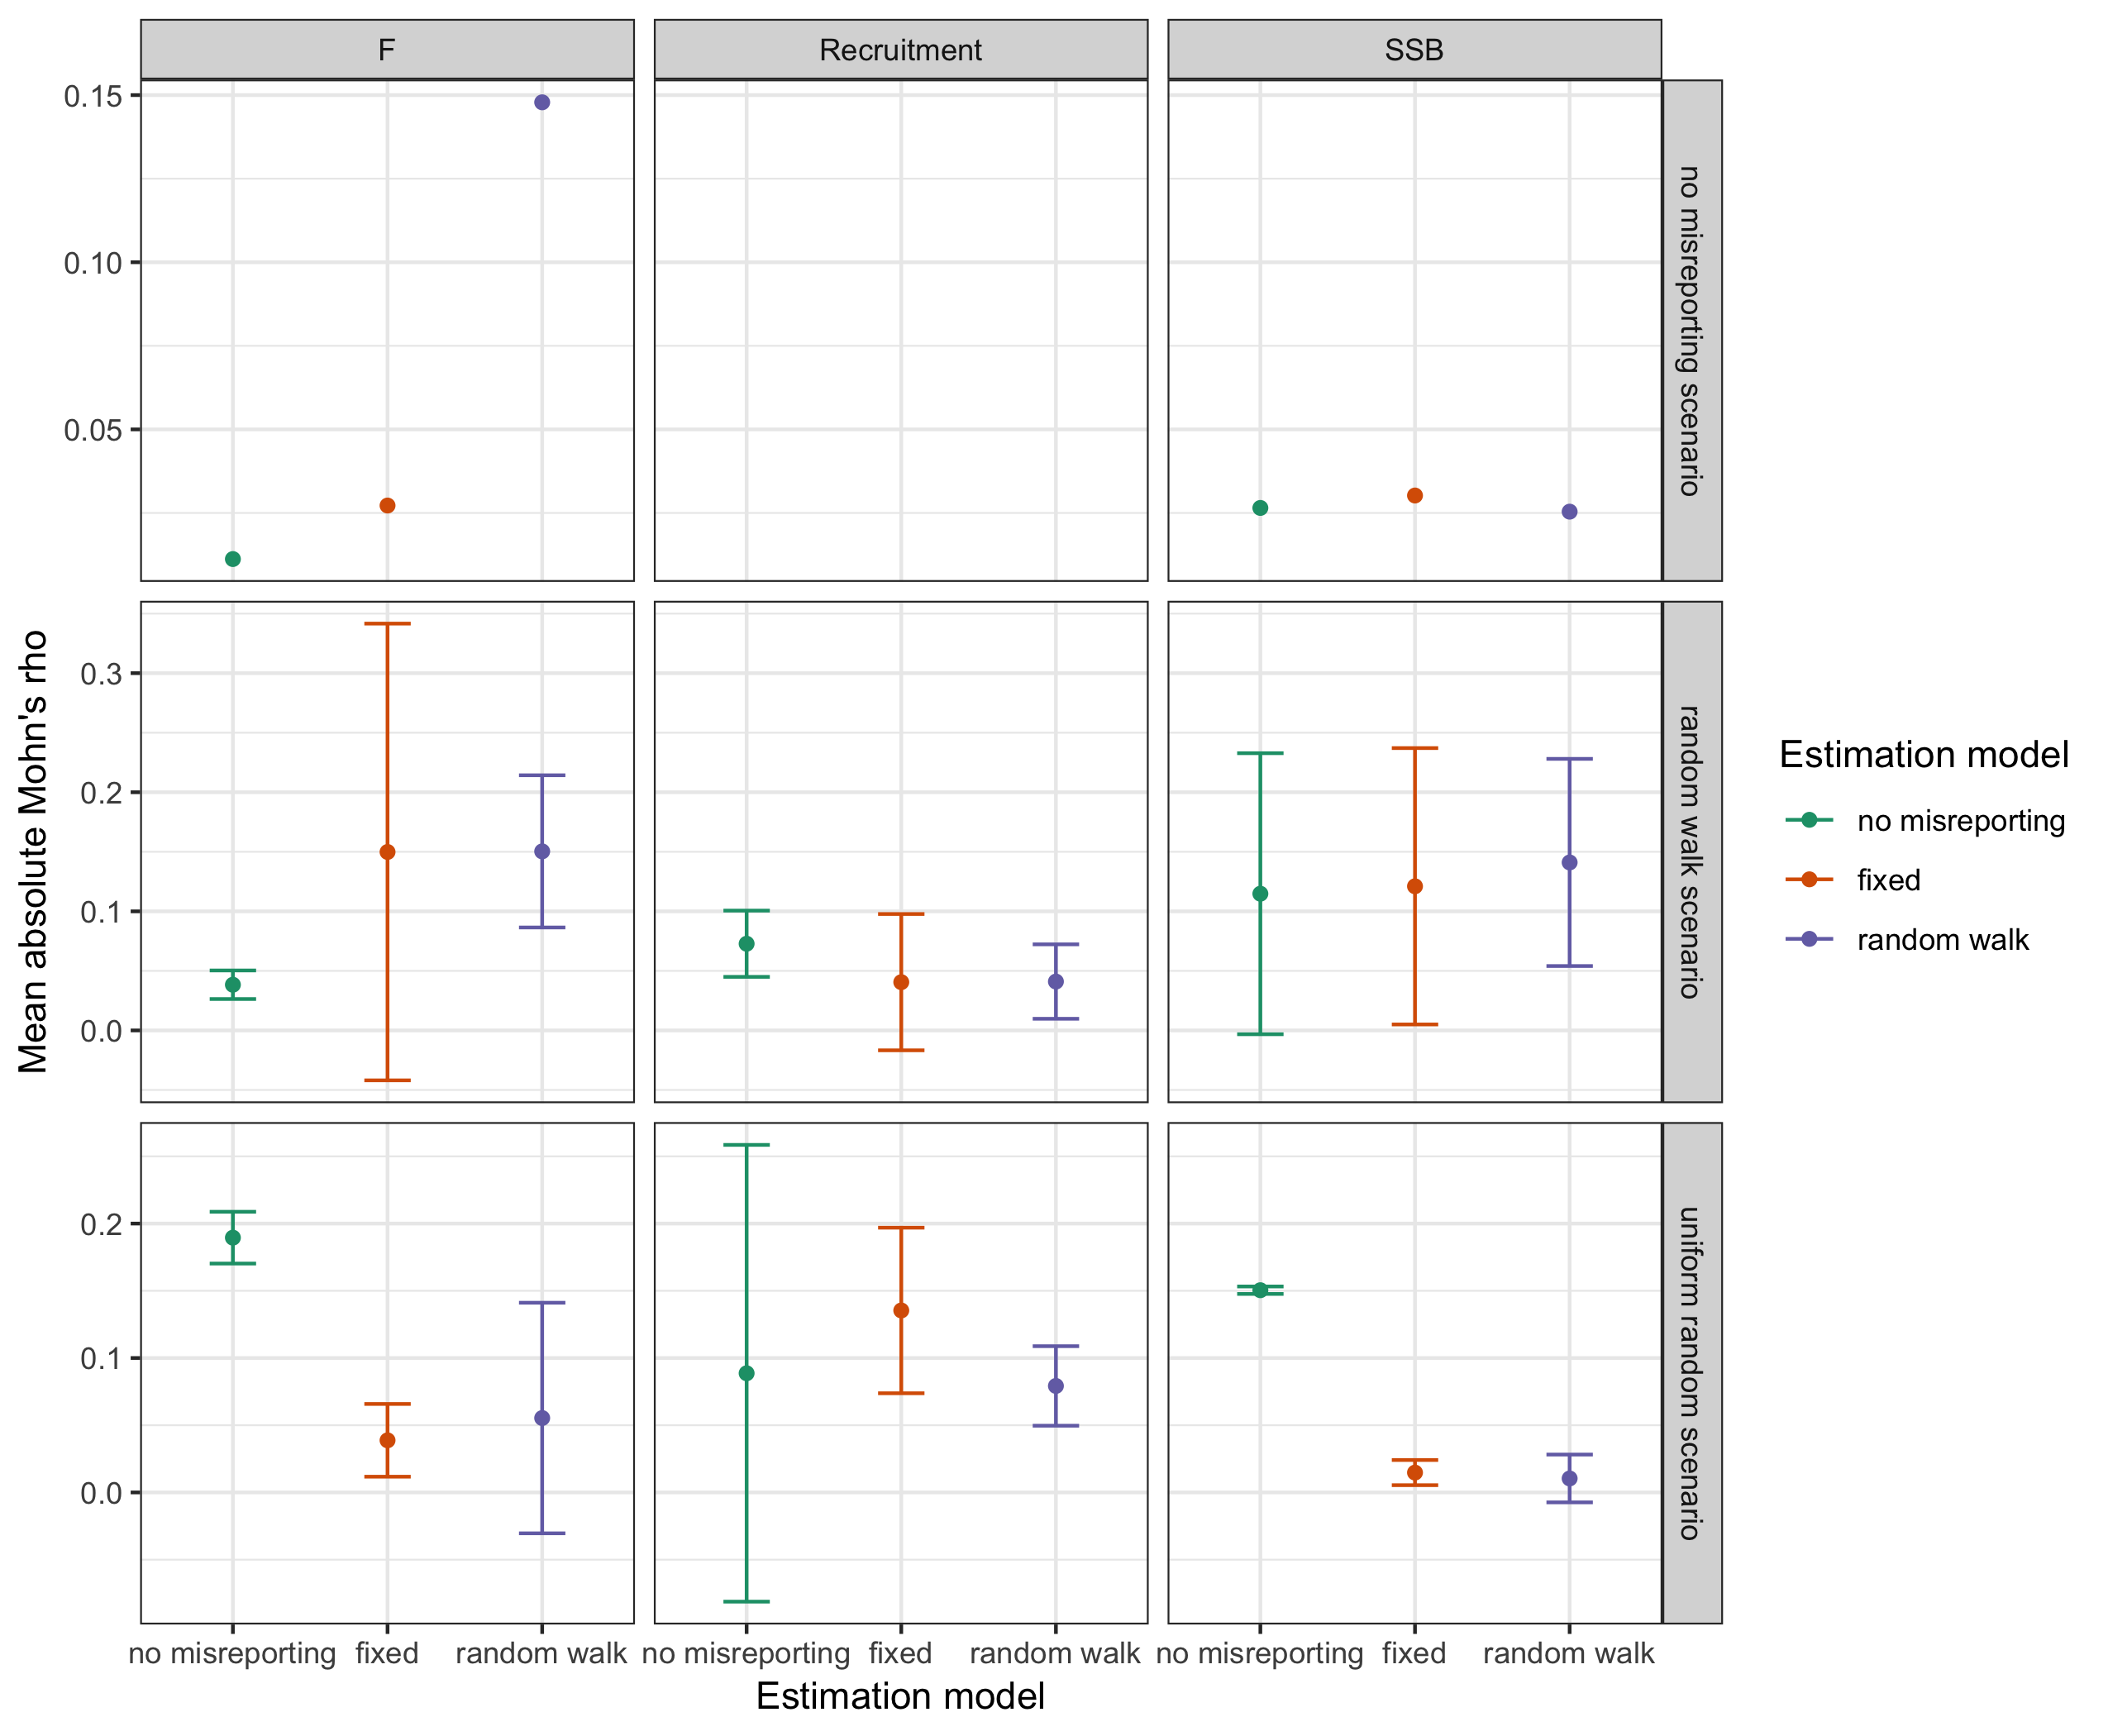 F
Recruitment
SSB
0.15
0.10
0.05
no misreporting scenario
Mean absolute Mohn's rho
0.3
0.2
0.1
0.0
random walk scenario
0.2
0.1
0.0
uniform random scenario
no misreporting fixed random walk no misreporting fixed random walk no misreporting fixed random walk
Estimation model
Estimation model
no misreporting
fixed
random walk